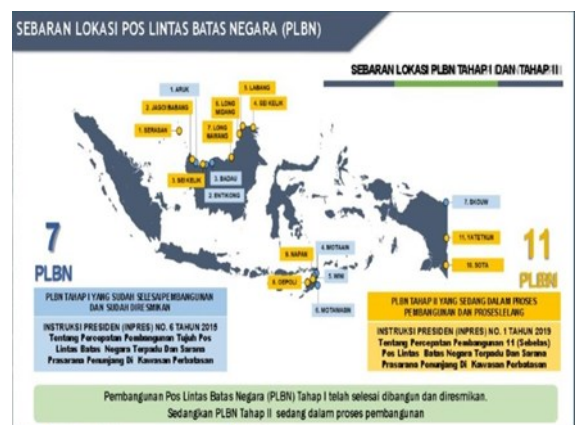 SEBARAN LOKASI POS LINTAS BATAS NEGARA (PLBN)
SEBARAN LOKASI PLBN TAHAP I DAN TAHAP II
1. ARUK
2. JAGOI BABANG
1. SERASAN
5. LABANG
6. LONG MIDANG
4. SEI KELIK
7. LONG NAWANG
3. SEI KELIK
3. BADAU
2. ENTIKONG
7. SKOUW
11. YETETKUN
10. SOTA
9. NAPAN
4. MOTAAIN
8. OEPOLI
5. WINI
6. MOTAMASIN
7
PLBN
11
PLBN
PLBN TAHAP I YANG SUDAH SELESAI PEMBANGUNAN
DAN SUDAH DIRESMIKAN
INSTRUKSI PRESIDEN (INPRES) NO. 6 TAHUN 2015
Tentang Percepatan Pembangunan Tujuh Pos
Lintas Batas Negara Terpadu Dan Sarana
Prasarana Penunjang Di Kawasan Perbatasan
PLBN TAHAP II YANG SEDANG DALAM PROSES
PEMBANGUNAN DAN PROSES LELANG
INSTRUKSI PRESIDEN (INPRES) NO. 1 TAHUN 2019
Tentang Percepatan Pembangunan 11 (Sebelas)
Pos Lintas Batas Negara Terpadu Dan Sarana
Prasarana Penunjang Di Kawasan Perbatasan
Pembangunan Pos Lintas Batas Negara (PLBN) Tahap I telah selesai dibangun dan diresmikan.
Sedangkan PLBN Tahap II sedang dalam proses pembangunan